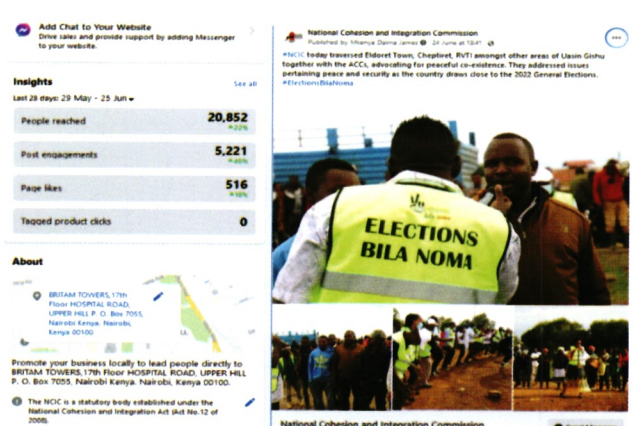 Add Chat to Your Website
Drive sales and provide support by adding Messenger
to your website.
Insights
See all
Last 28 days: 29 May - 25 Jun
People reached
20,852
Post engagements
5,221
Page likes
516
Tagged product clicks
0
About
BRITAM TOWERS, 17th
Floor HOSPITAL ROAD,
UPPER HILL P. O. Box 7055,
Nairobi Kenya. Nairobi,
Kenya 00100
Promote your business locally to lead people directly to
BRITAM TOWERS, 17th Floor HOSPITAL ROAD, UPPER HILL
P. O. Box 7055, Nairobi Kenya. Nairobi, Kenya 00100.
The NCIC is a statutory body established under the
National Cohesion and Integration Act (Act No.12 of
2008).
National Cohesion and Integration Commission
Published by
James
24 June at
#NCIC today traversed Eldoret Town, Cheptiret, RVTI amongst other areas of Uasin Gishu
together with the ACCs, advocating for peaceful co-existence. They addressed issues
pertaining peace and security as the country draws close to the 2022 General Elections.
#ElectionsBilaNoma
ELECTIONS
BILA NOMA
National Cohesion and Integration Commission